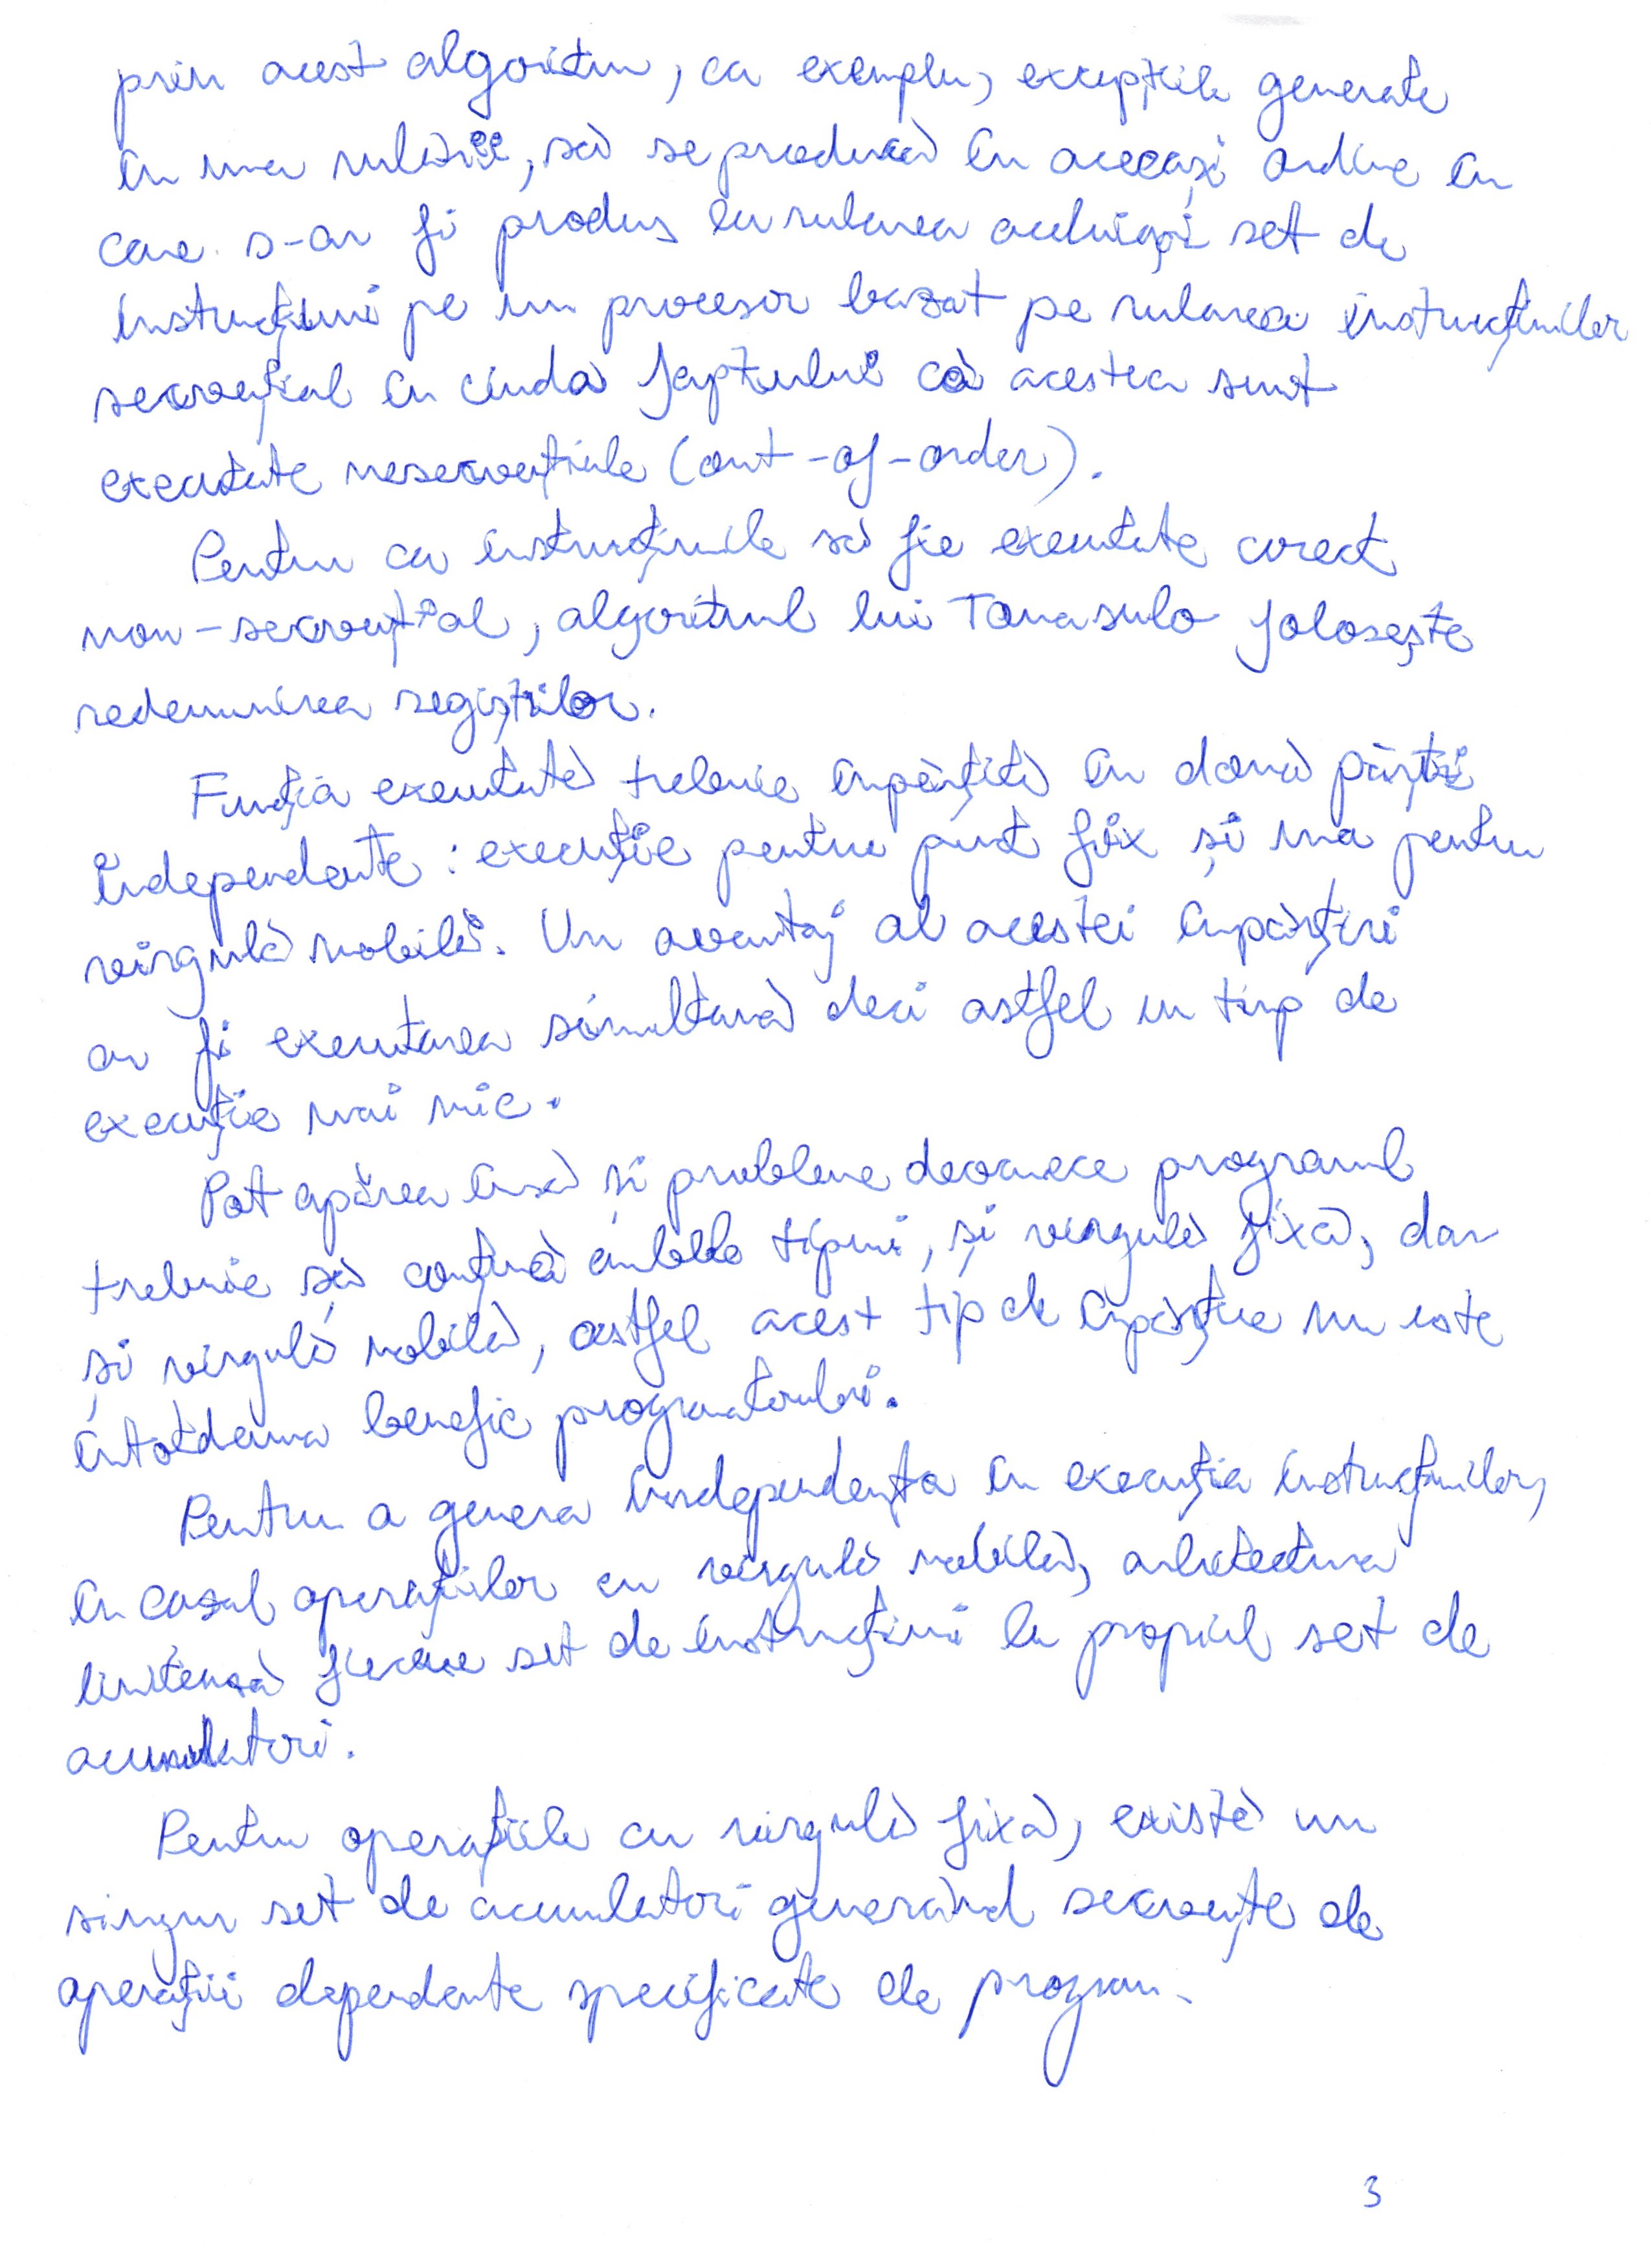 prin acest algoritm, ca exemplu, excepțiile generate
în urma rulării, să se producă în aceeași ordine în
care s-ar fi produs la rularea aceluiași set de
instrucțiuni pe un procesor bazat pe rularea instrucțiunilor
secvențial în ciuda faptului că acestea sunt
executate nesecvențiale (out-of-order).
Pentru ca instrucțiunile să fie executate corect
non-secvențial, algoritmul lui Tomasulo folosește
redenumirea regiștrilor.
Funția executată trebuie împărțită în două părți
independente: execuție pentru punct fix și una pentru
virgulă mobilă. Un avantaj al acestei împărțiri
ar fi executarea simultană deci astfel un timp de
execuție mai mic.
Pot apărea însă și probleme deoarece programul
trebuie să conțină ambele tipuri, și virgulă fixă, dar
și virgulă mobilă, astfel acest tip de împărțire nu este
întotdeauna benefic programatorului.
Pentru a genera independența în execuția instrucțiunilor,
în cazul operațiilor cu virgulă mobilă, arhitectura
limitează fiecare set de instrucțiuni la propriul set de
acumulatori.
Pentru operațiile cu virgulă fixă, există un
singur set de acumulatori generând secvențe de
operații dependente specificate de program.
3